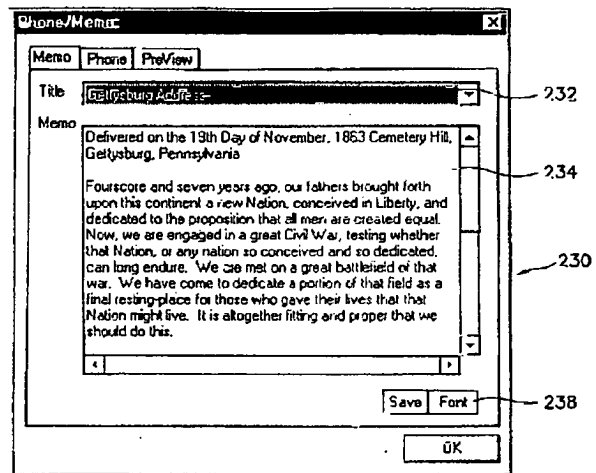 Phone/Memo:
Memo Phone PreView
Title Gettysburg Address 232
Memo
Delivered on the 19th Day of November, 1863 Cemetery Hill,
Gettysburg, Pennsylvania
234
Fourscore and seven years ago, our fathers brought forth
upon this continent a new Nation, conceived in Liberty, and
dedicated to the proposition that all men are created equal.
Now, we are engaged in a great Civil War, testing whether
that Nation, or any nation so conceived and so dedicated,
can long endure. We are met on a great battlefield of that
war. We have come to dedicate a portion of that field as a
final resting-place for those who gave their lives that that
Nation might live. It is altogether fitting and proper that we
should do this.
230
Save Font 238
OK